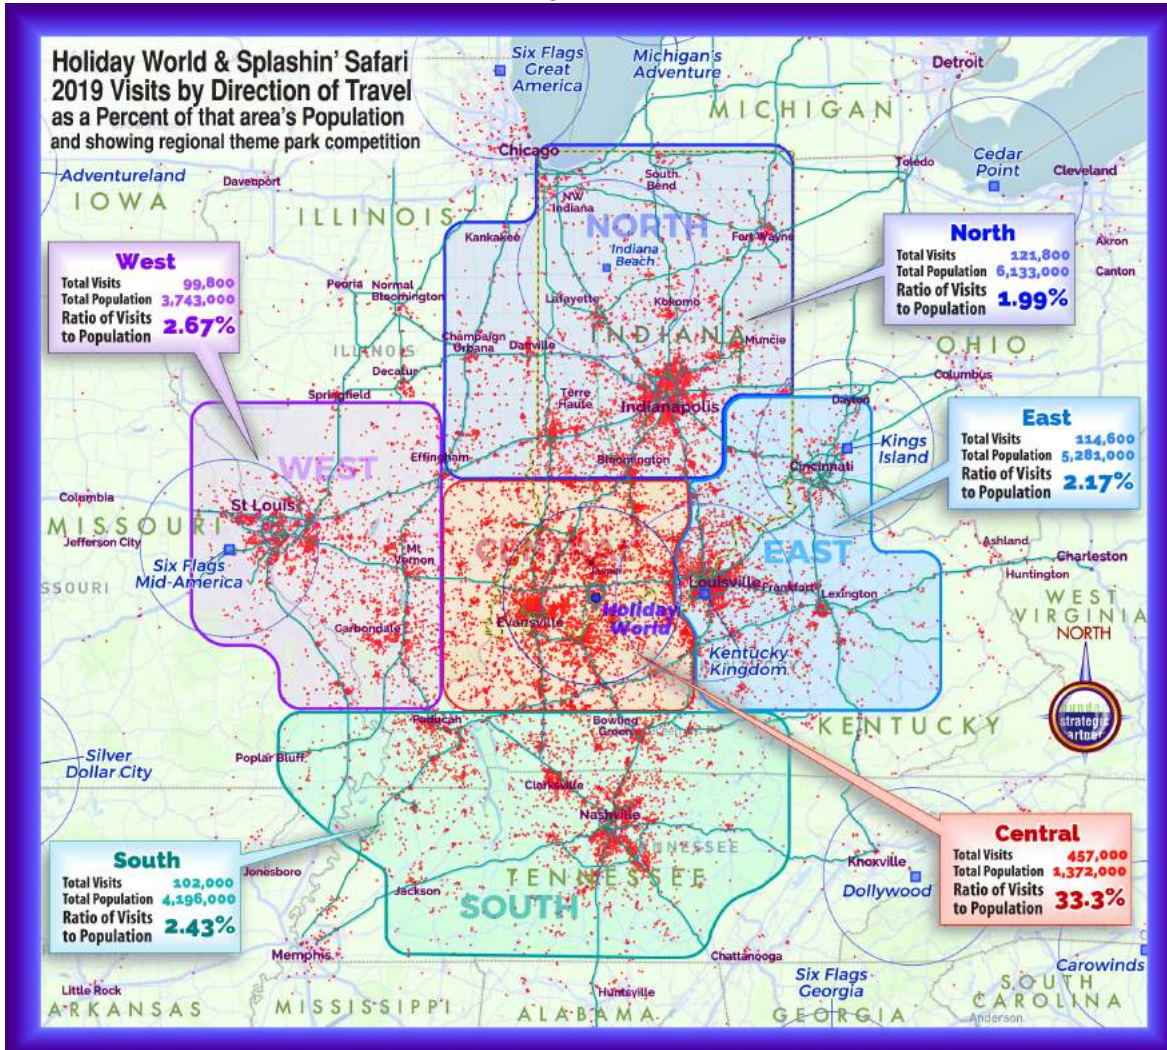 Holiday World & Splashin' Safari
2019 Visits by Direction of Travel
as a Percent of that area's Population
and showing regional theme park competition
Six Flags
Great
America
Michigan's
Adventure
Detroit
MICHIGAN
Chicago
Toledo
Cedar
Point
Cleveland
Adventureland
Davenport
IOWA
ILLINOIS
South
Bend
NW
Indiana
NORTH
Kankakee
Fort Wayne
Indiana
Beach
Akron
Canton
North
Total Visits 121,800
Total Population 6,133,000
Ratio of Visits
to Population 1.99%
West
Total Visits 99,800
Total Population 3,743,000
Ratio of Visits
to Population 2.67%
Peoria
Normal
Bloomington
Lafayette
Kokomo
INDIANA
Muncie
OHIO
Champaign
Urbana
Danville
ILLINOIS
Decatur
Columbus
Springfield
Terre
Haute
Indianapolis
Dayton
East
Total Visits 114,600
Total Population 5,281,000
Ratio of Visits
to Population 2.17%
Kings
Island
Effingham
Bloomington
Cincinnati
WEST
Columbia
St Louis
MISSOURI
Jefferson City
CENTRAL
EAST
Ashland
Charleston
Huntington
Mt
Vernon
Six Flags
Mid-America
SSOURI
Jasper
Louisville
Frankfort
Lexington
WEST
VIRGINIA
Holiday
World
Evansville
Carbondale
NORTH
Kentucky
Kingdom
KENTUCKY
strategic
Paducah
Bowling
Green
KENTUCKY
Silver
Dollar City
Poplar Bluff
Clarksville
Nashville
TENNESSEE
Central
Total Visits 457,000
Total Population 1,372,000
Ratio of Visits
to Population 33.3%
South
Total Visits 102,000
Total Population 4,196,000
Ratio of Visits
to Population 2.43%
Jonesboro
Jackson
TENNESSEE
SOUTH
Knoxville
Dollywood
Memphis
Chattanooga
Carowinds
Six Flags
Georgia
SOUTH
CAROLINA
Little Rock
ARKANSAS
MISSISSIPPI
Huntsville
ALABAMA
GEORGIA
Anderson